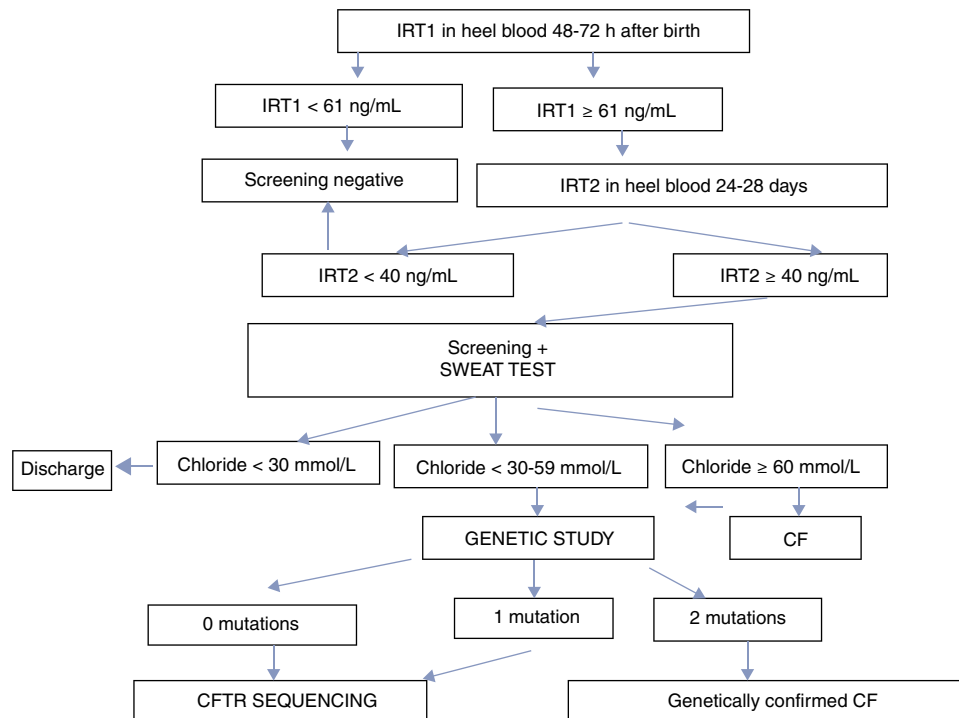 IRT1 in heel blood 48-72 h after birth
IRT1 < 61 ng/mL
IRT1 ≥ 61 ng/mL
Screening negative
IRT2 in heel blood 24-28 days
IRT2 < 40 ng/mL
IRT2 ≥ 40 ng/mL
Screening +
SWEAT TEST
Discharge
Chloride < 30 mmol/L
Chloride < 30-59 mmol/L
Chloride ≥ 60 mmol/L
GENETIC STUDY
CF
0 mutations
1 mutation
2 mutations
CFTR SEQUENCING
Genetically confirmed CF